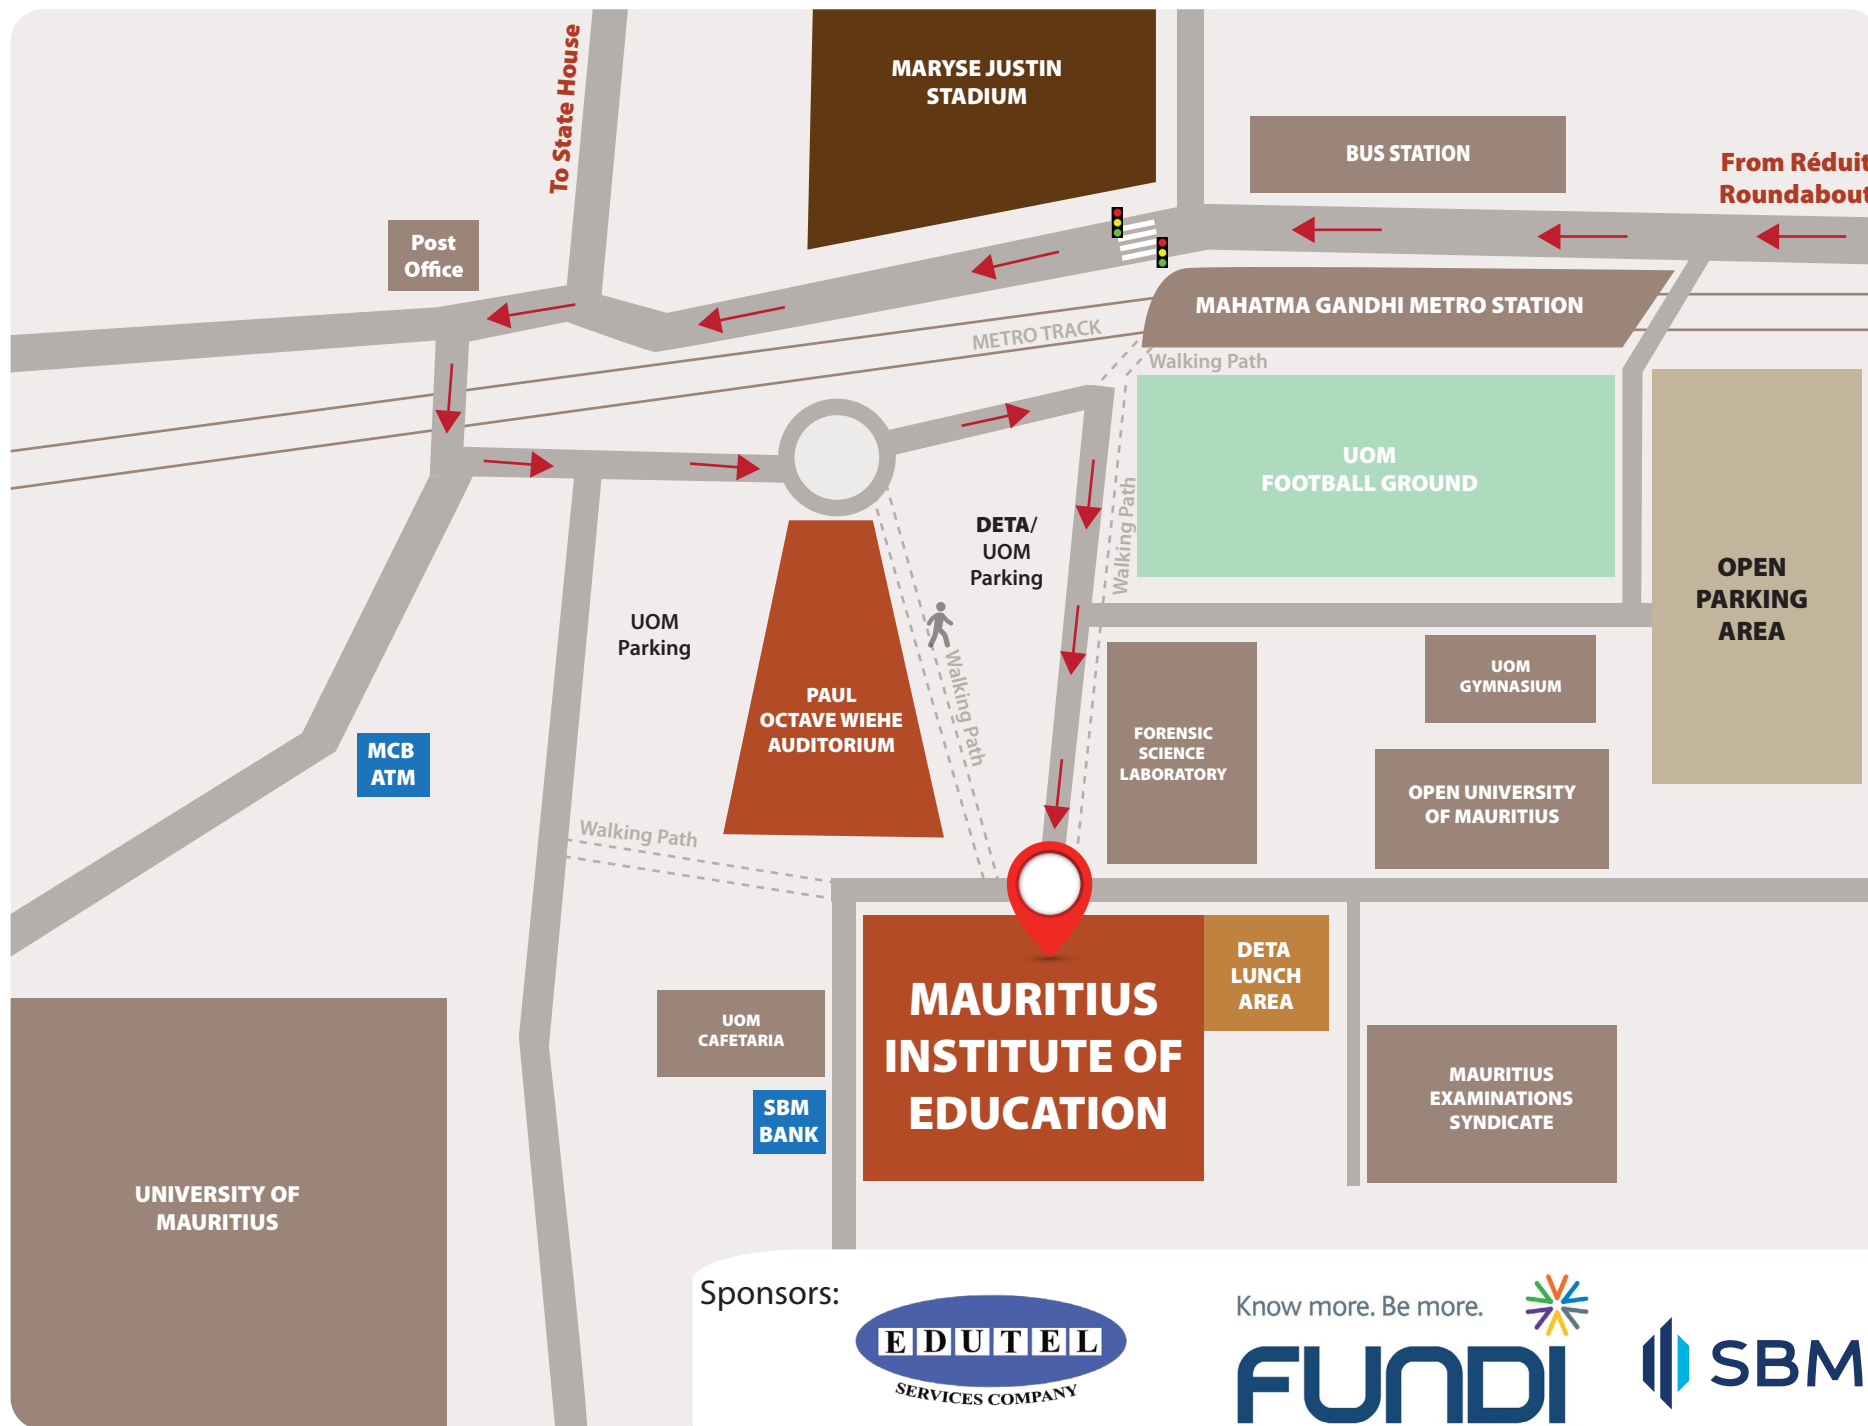 To State House
MARYSE JUSTIN
STADIUM
BUS STATION
From Réduit
Roundabout
Post
Office
MAHATMA GANDHI METRO STATION
METRO TRACK
Walking Path
UOM
FOOTBALL GROUND
Walking Path
DETA/
UOM
Parking
OPEN
PARKING
AREA
UOM
Parking
Walking Path
PAUL
OCTAVE WIEHE
AUDITORIUM
UOM
GYMNASIUM
FORENSIC
SCIENCE
LABORATORY
MCB
ATM
OPEN UNIVERSITY
OF MAURITIUS
Walking Path
DETA
LUNCH
AREA
MAURITIUS
INSTITUTE OF
EDUCATION
UOM
CAFETARIA
SBM
BANK
MAURITIUS
EXAMINATIONS
SYNDICATE
UNIVERSITY OF
MAURITIUS
Sponsors:
EDUTEL
SERVICES COMPANY
Know more. Be more.
FUNDI
SBM